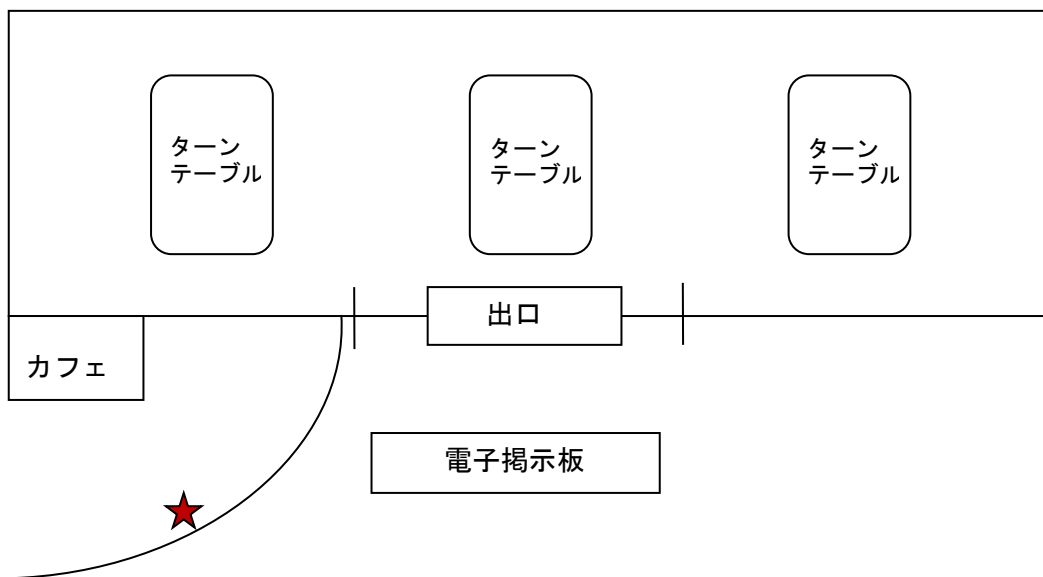 ターン
テーブル
ターン
テーブル
ターン
テーブル
出口
カフェ
電子掲示板